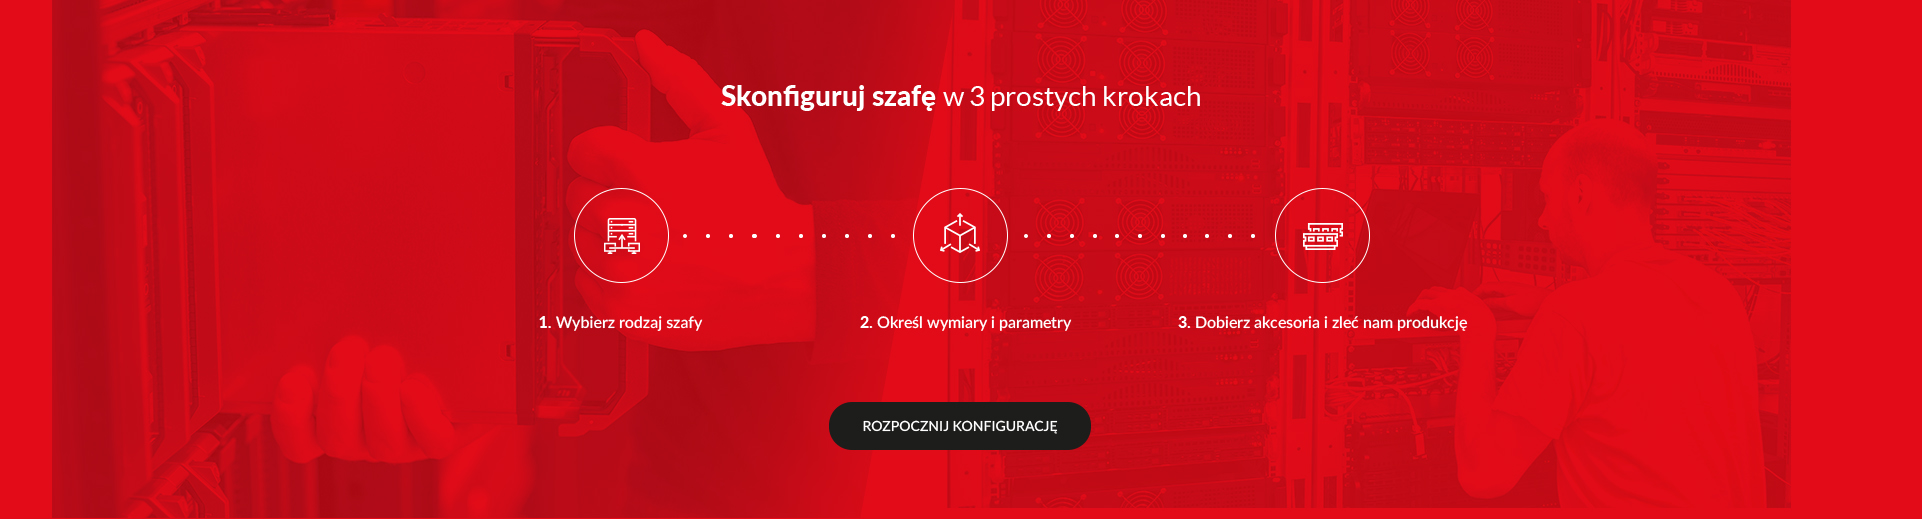 Skonfiguruj szafę w 3 prostych krokach
1. Wybierz rodzaj szafy
2. Określ wymiary i parametry
3. Dobierz akcesoria i zleć nam produkcję
ROZPOCZNIJ KONFIGURACJĘ